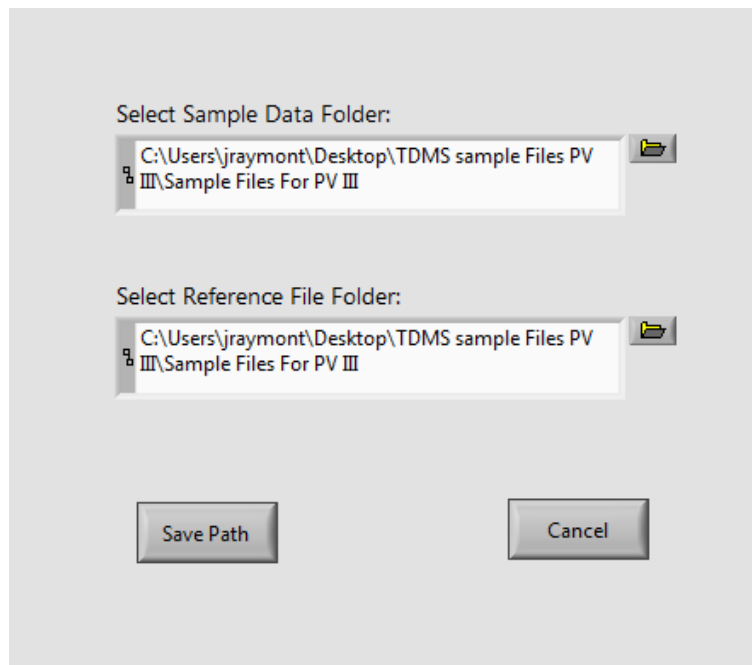 Select Sample Data Folder:
C:\Users\jraymont\Desktop\TDMS sample Files PV
III\Sample Files For PV III
Select Reference File Folder:
C:\Users\jraymont\Desktop\TDMS sample Files PV
III\Sample Files For PV III
Save Path
Cancel